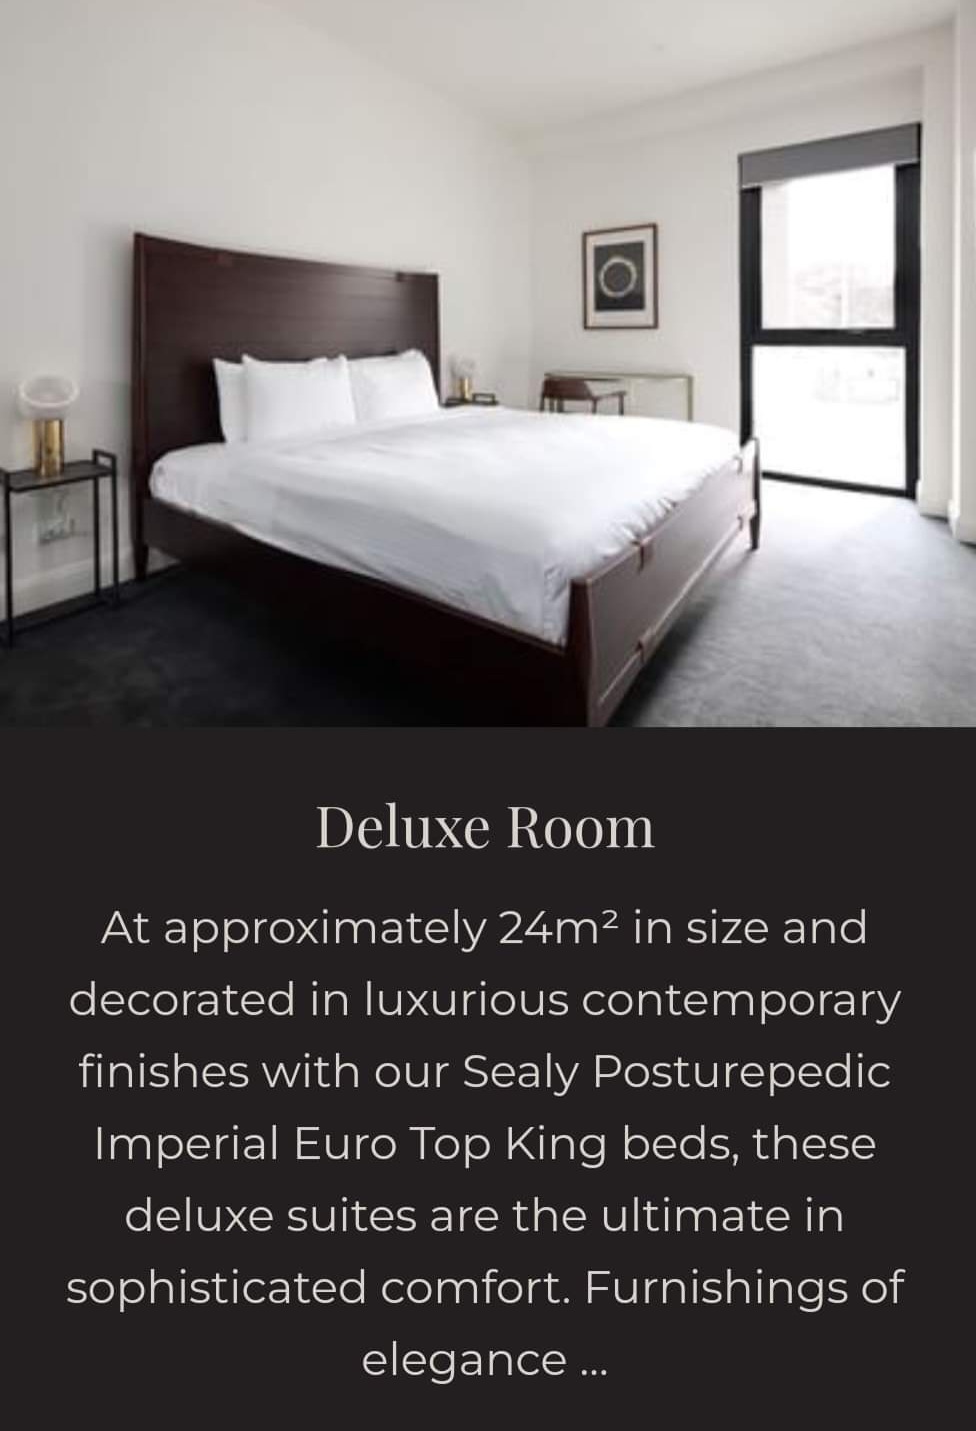 Deluxe Room
At approximately 24m² in size and
decorated in luxurious contemporary
finishes with our Sealy Posturepedic
Imperial Euro Top King beds, these
deluxe suites are the ultimate in
sophisticated comfort. Furnishings of
elegance ...